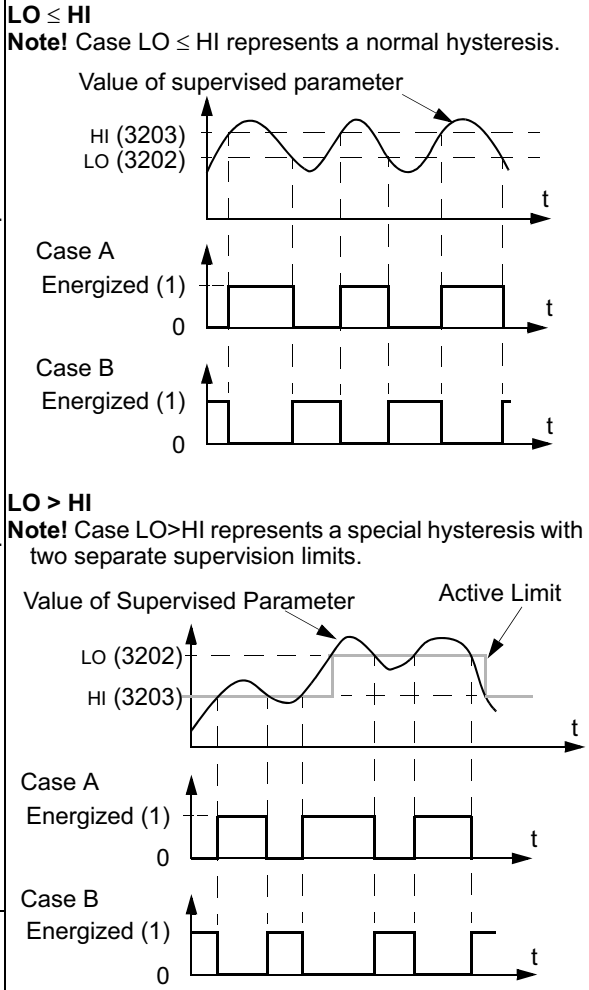 LO ≤ HI
Note! Case LO ≤ HI represents a normal hysteresis.
Value of supervised parameter
HI (3203)
LO (3202)
t
Case A
Energized (1)
t
0
Case B
Energized (1)
t
0
LO > HI
Note! Case LO>HI represents a special hysteresis with
two separate supervision limits.
Value of Supervised Parameter
Active Limit
LO (3202)
HI (3203)
t
Case A
Energized (1)
t
0
Case B
Energized (1)
t
0